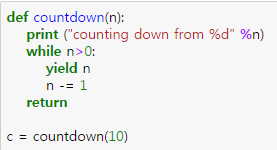 def countdown(n):
    print ("counting down from %d" %n)
    while n>0:
        yield n
        n -= 1
    return

c = countdown(10)